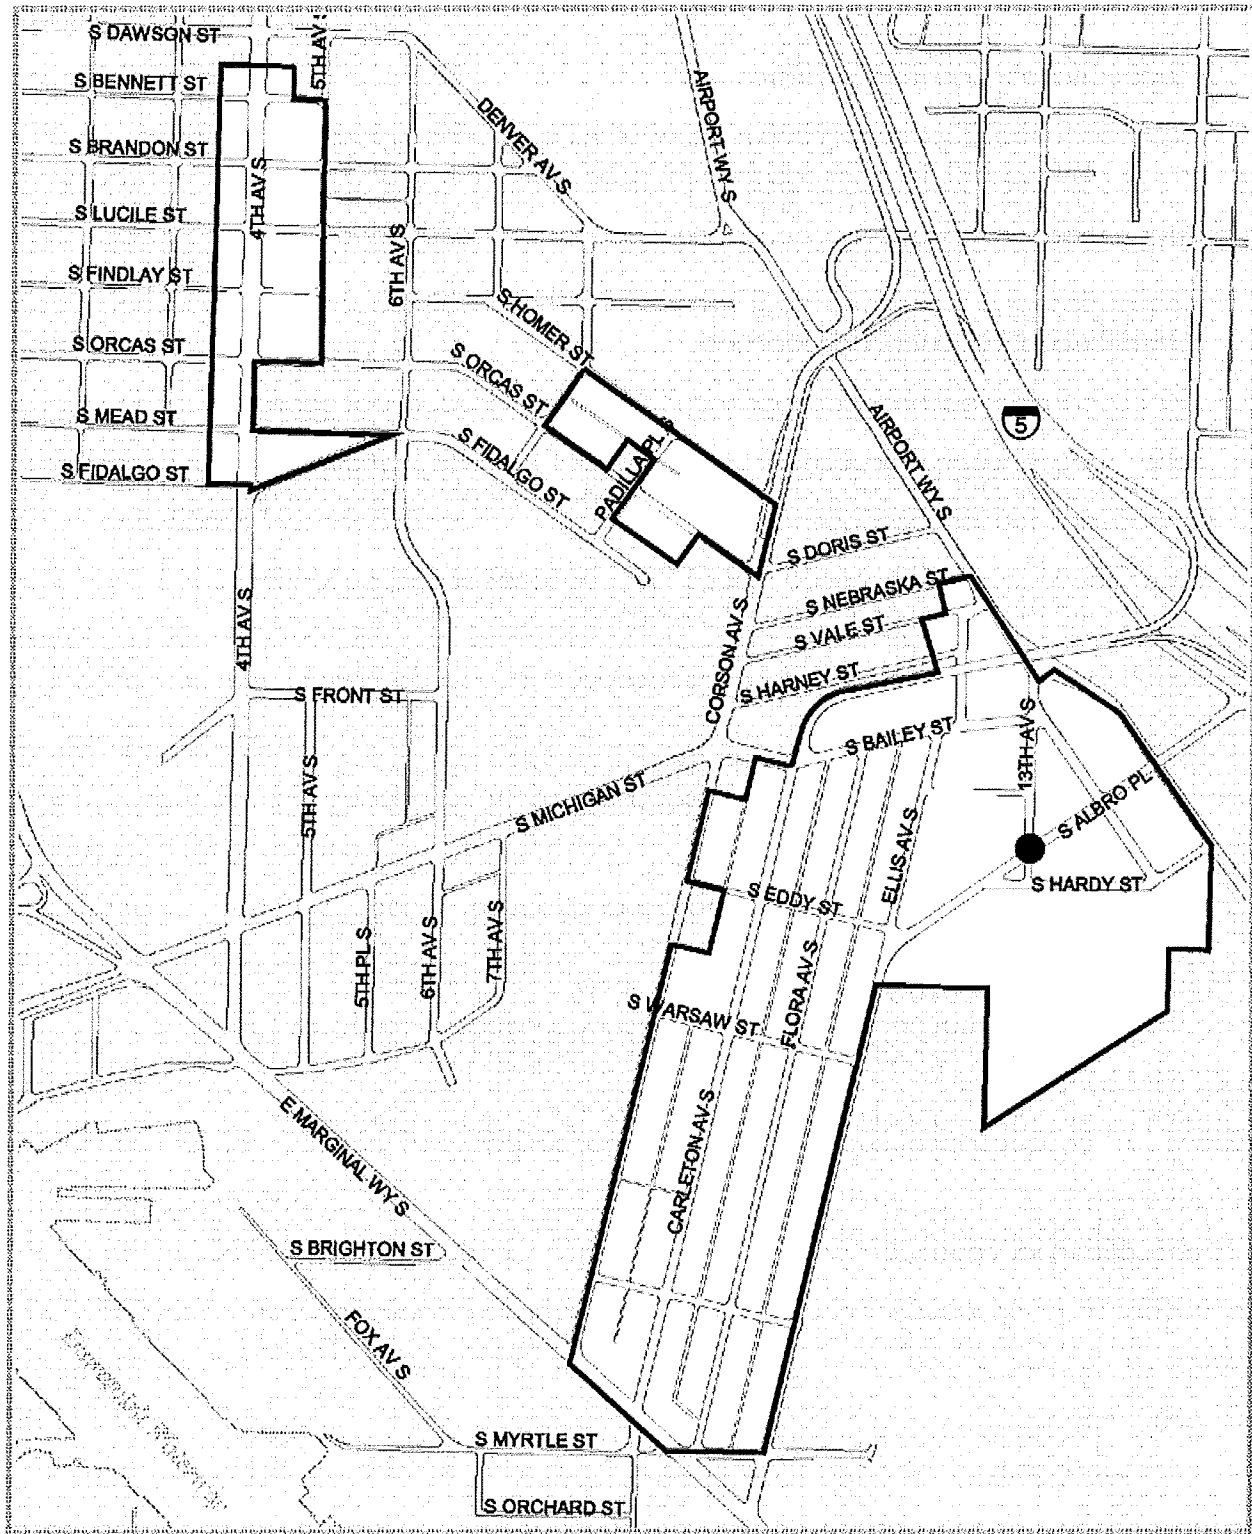 S DAWSON ST
5TH AV S
S BENNETT ST
AIRPORT WY S
DENVER AV S
S BRANDON ST
4TH AV S
S LUCILE ST
6TH AV S
S FINDLAY ST
S HOMER ST
S ORCAS ST
S ORCAS ST
S MEAD ST
5
AIRPORT WY S
PADILLA PL S
S FIDALGO ST
S FIDALGO ST
S DORIS ST
S NEBRASKA ST
4TH AV S
S VALE ST
CORSON AV S
S HARNEY ST
S FRONT ST
13TH AV S
S BAILEY ST
5TH AV S
S MICHIGAN ST
S ALBRO PL
ELLIS AV S
S HARDY ST
S EDDY ST
7TH AV S
6TH AV S
5TH PL S
FLORA AV S
S WARSAW ST
E MARGINAL WY S
CARLETON AV S
S BRIGHTON ST
FOX AV S
S MYRTLE ST
S ORCHARD ST